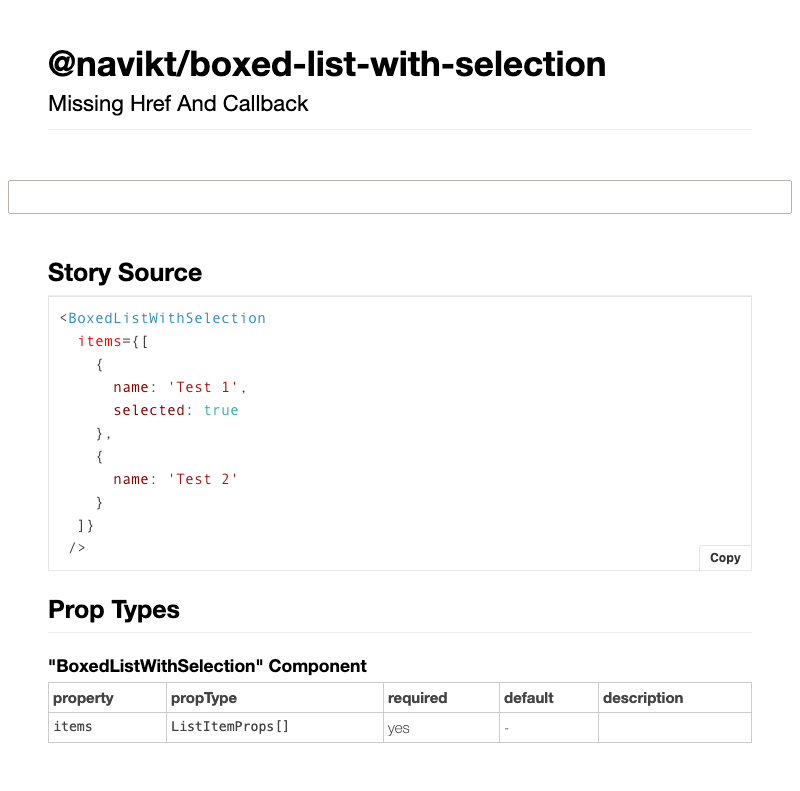 @navikt/boxed-list-with-selection
Missing Href And Callback
Story Source
<BoxedListWithSelection
items={[
{
name: 'Test 1',
selected: true
},
{
name: 'Test 2'
}
]}
/>
Copy
Prop Types
"BoxedListWithSelection" Component
property propType required default description
items ListItemProps[] yes -